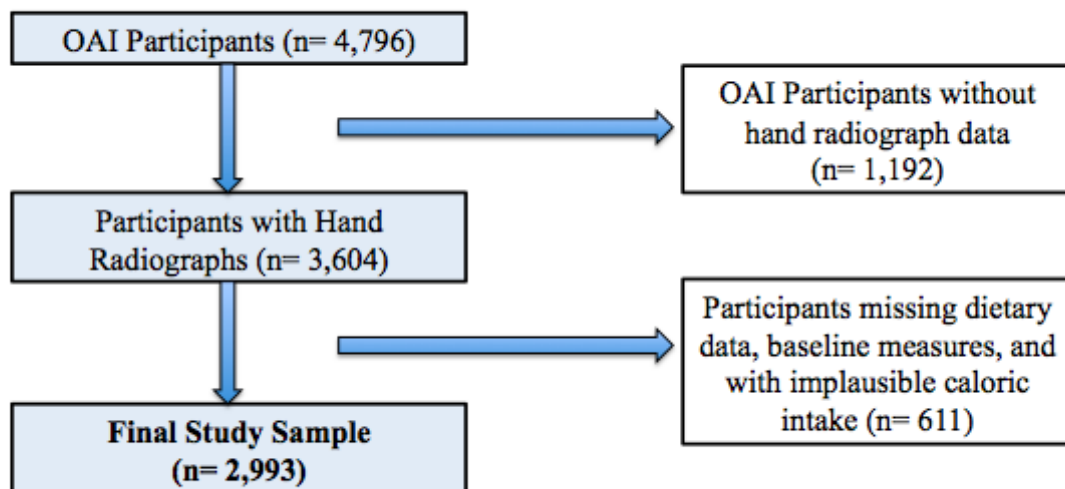 OAI Participants (n= 4,796)
OAI Participants without
hand radiograph data
(n= 1,192)
Participants with Hand
Radiographs (n= 3,604)
Participants missing dietary
data, baseline measures, and
with implausible caloric
intake (n= 611)
Final Study Sample
(n= 2,993)